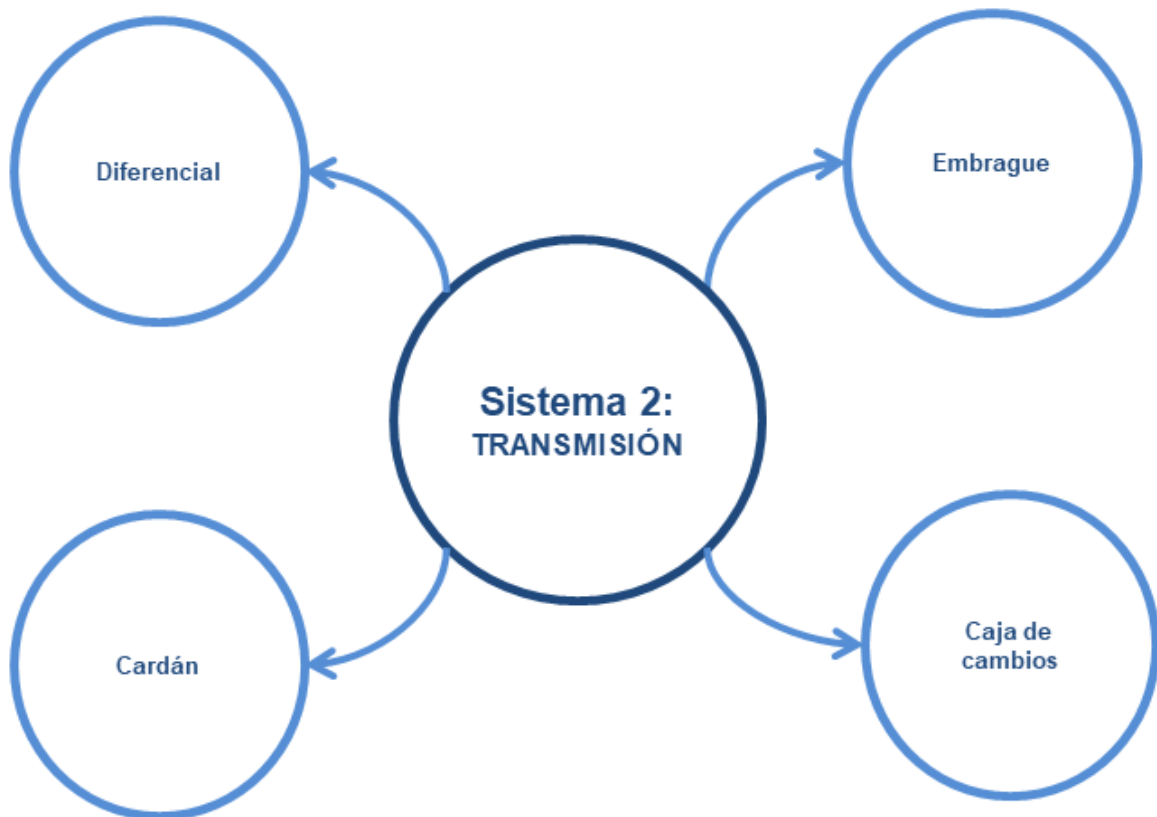 Diferencial
Embrague
Sistema 2:
TRANSMISIÓN
Cardán
Caja de
cambios